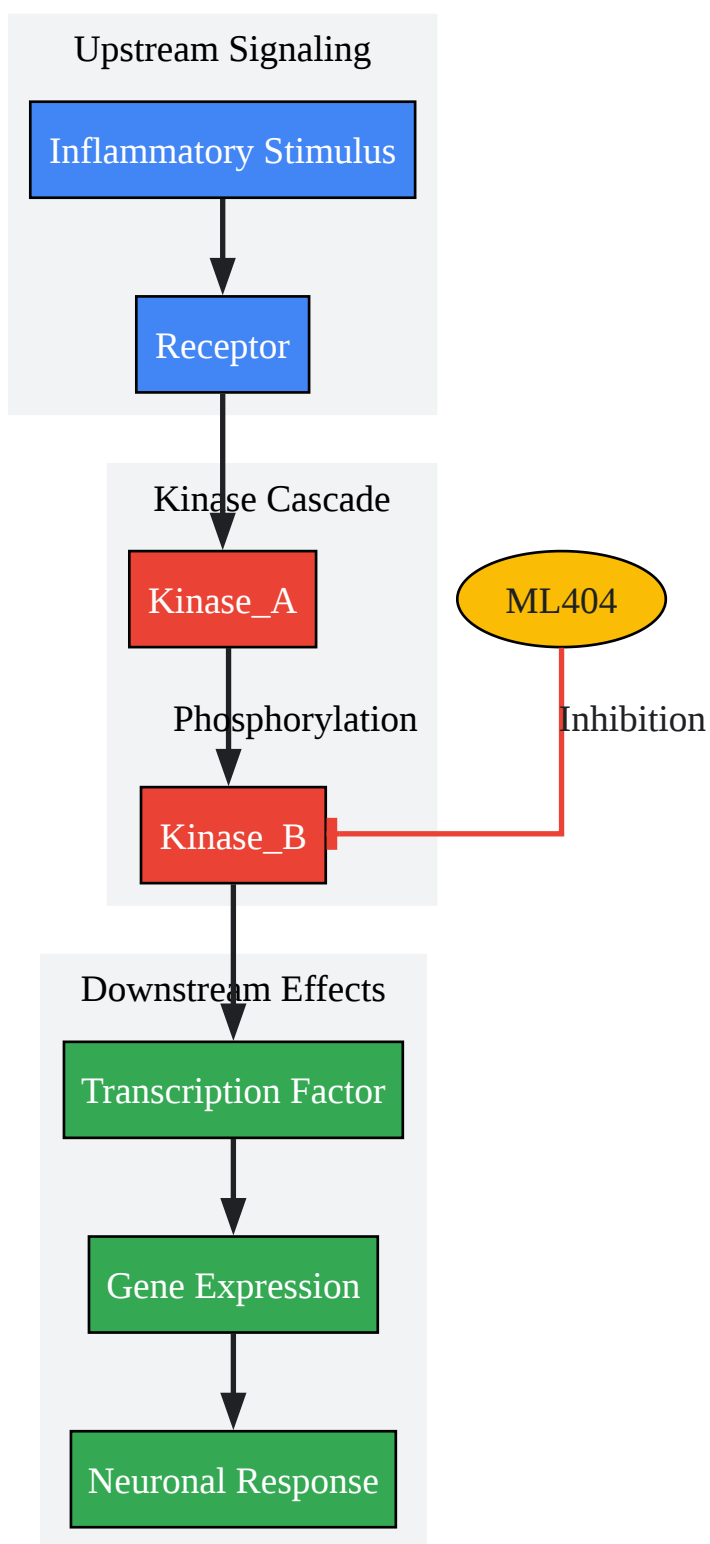 Upstream Signaling
Inflammatory Stimulus
Receptor
Kinase Cascade
Kinase_A
ML404
Phosphorylation
Inhibition
Kinase_B
Downstream Effects
Transcription Factor
Gene Expression
Neuronal Response